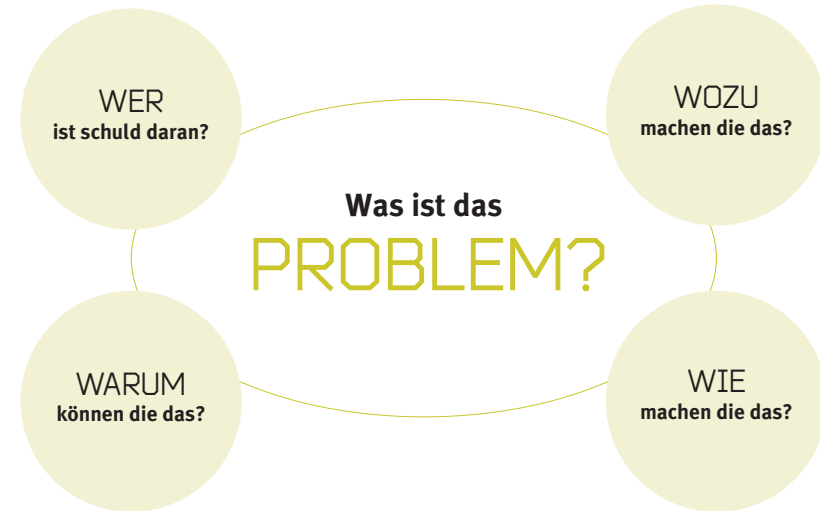 WER
ist schuld daran?
WOZU
machen die das?
Was ist das
PROBLEM?
WARUM
können die das?
WIE
machen die das?